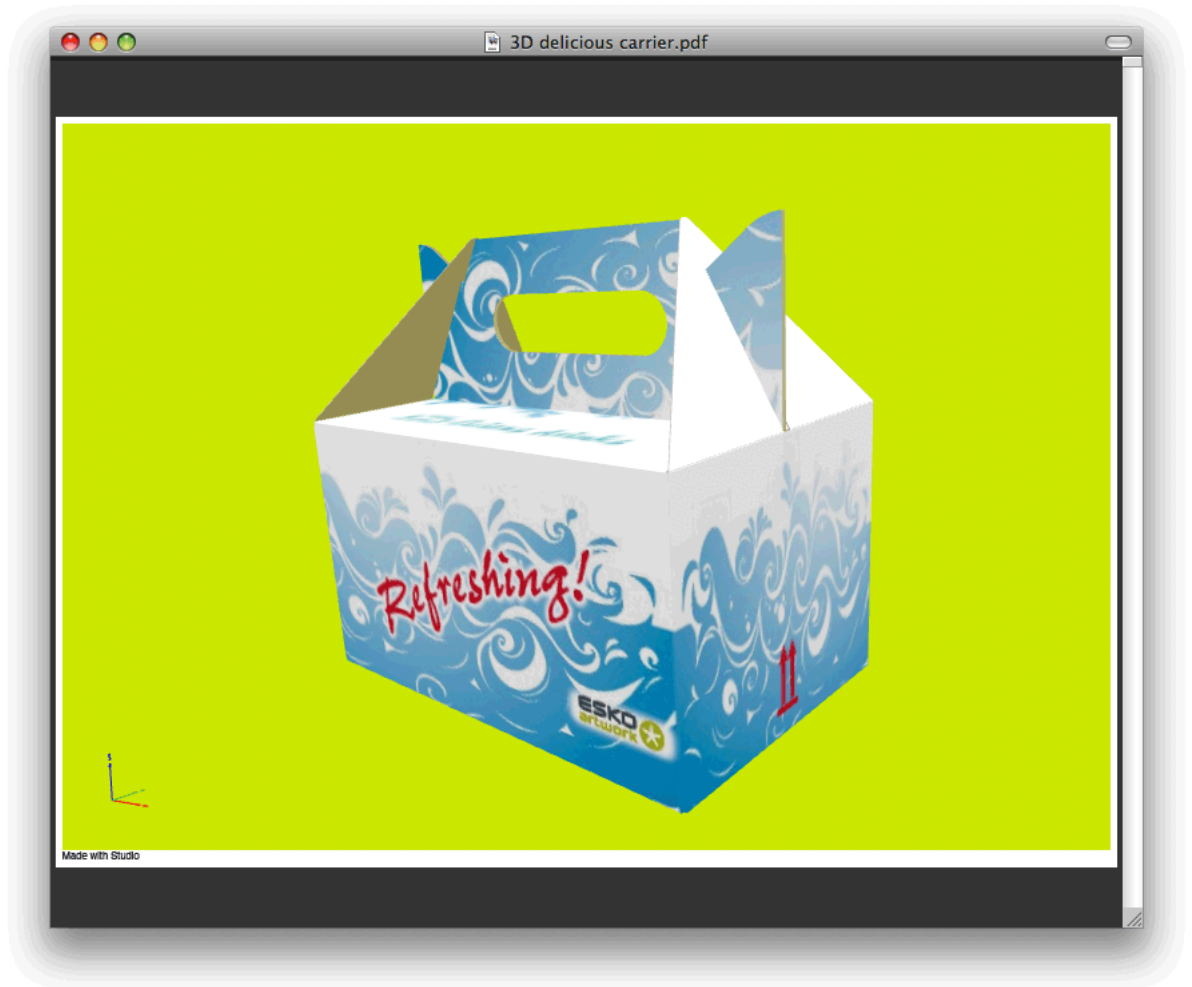 3D delicious carrier.pdf
Refreshing!
ESKO
artwork
Made with Studio